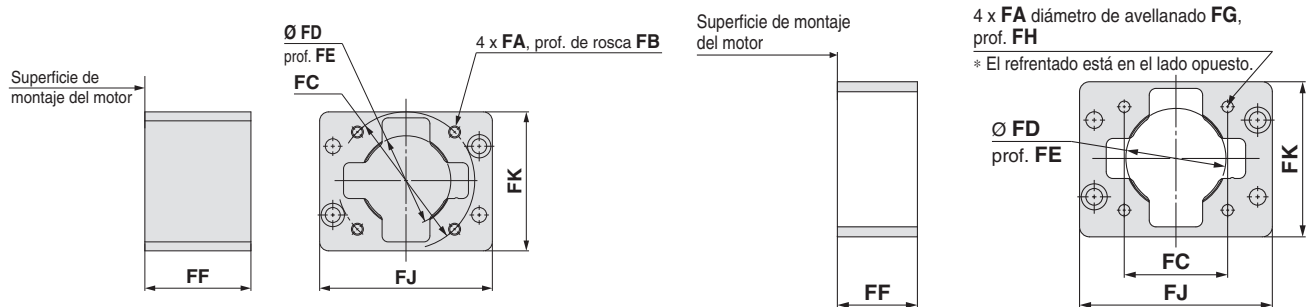 Superficie de
montaje del motor
FF
Ø FD
prof. FE
FC
4 x FA, prof. de rosca FB
FK
FJ
Superficie de montaje
del motor
FF
4 x FA diámetro de avellanado FG,
prof. FH
* El refrentado está en el lado opuesto.
Ø FD
prof. FE
FK
FC
FJ